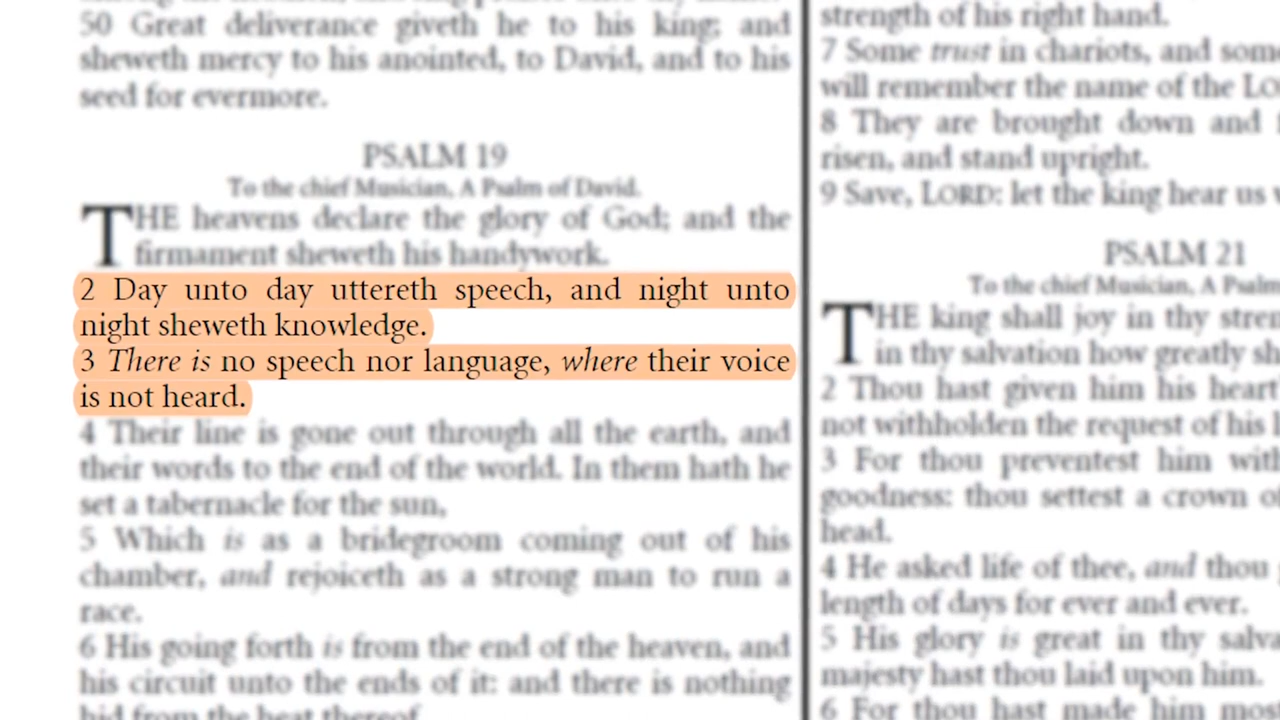 50 Great deliverance giveth he to his king; and
sheweth mercy to his anointed, to David, and to his
seed for evermore.
PSALM 19
To the chief Musician, A Psalm of David.
THE heavens declare the glory of God; and the
firmament sheweth his handywork.
2 Day unto day uttereth speech, and night unto
night sheweth knowledge.
3 There is no speech nor language, where their voice
is not heard.
4 Their line is gone out through all the earth, and
their words to the end of the world. In them hath he
set a tabernacle for the sun,
5 Which is as a bridegroom coming out of his
chamber, and rejoiceth as a strong man to run a
race.
6 His going forth is from the end of the heaven, and
his circuit unto the ends of it: and there is nothing
hid from the heat thereof
strength of his right hand.
7 Some trust in chariots, and some
will remember the name of the
8 They are brought down and
risen, and stand upright.
9 Save, LORD: let the king hear us
PSALM 21
To the chief Musician, A Psalm
THE king shall joy in thy
in thy salvation how greatly
2 Thou hast given him his heart
not withholden the request of his
3 For thou preventest him with
goodness: thou settest a crown of
head.
4 He asked life of thee, and thou
length of days for ever and ever.
5 His glory is great in thy
majesty hast thou laid upon him.
6 For thou hast made him most